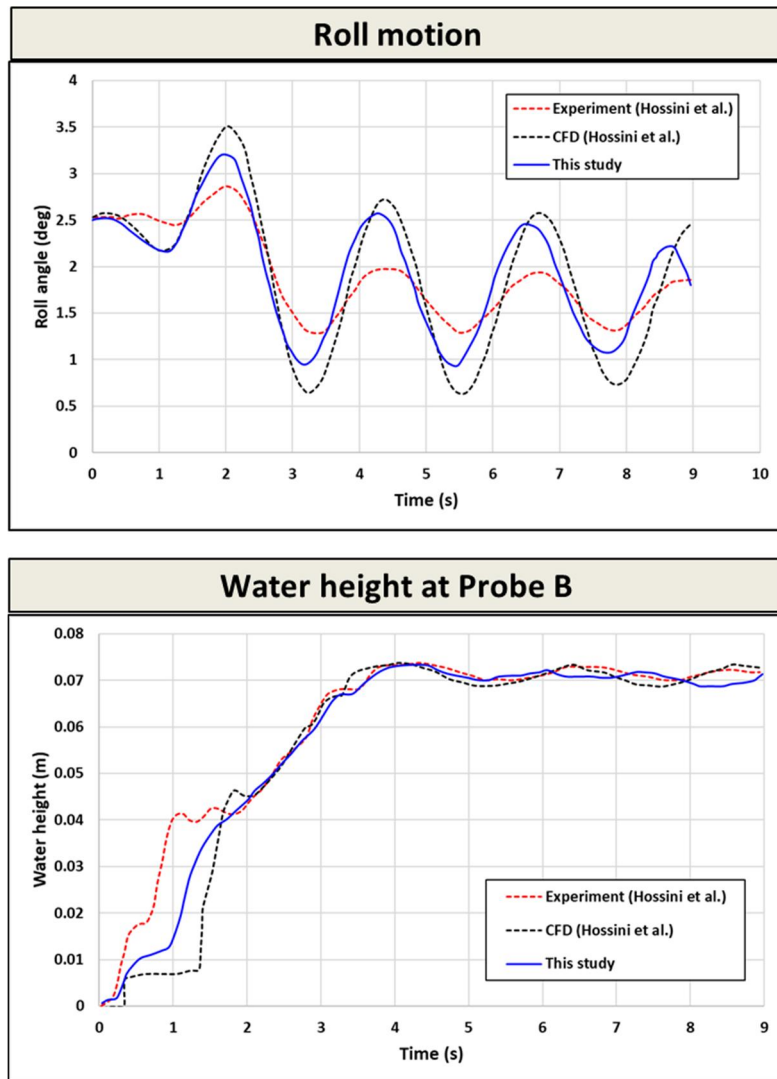 Roll motion
4
3.5
3
2.5
2
1.5
1
0.5
0
Roll angle (deg)
Experiment (Hossini et al.)
CFD (Hossini et al.)
This study
0 1 2 3 4 5 6 7 8 9 10
Time (s)
Water height at Probe B
0.08
0.07
0.06
0.05
0.04
0.03
0.02
0.01
0
Water height (m)
Experiment (Hossini et al.)
CFD (Hossini et al.)
This study
0 1 2 3 4 5 6 7 8 9
Time (s)